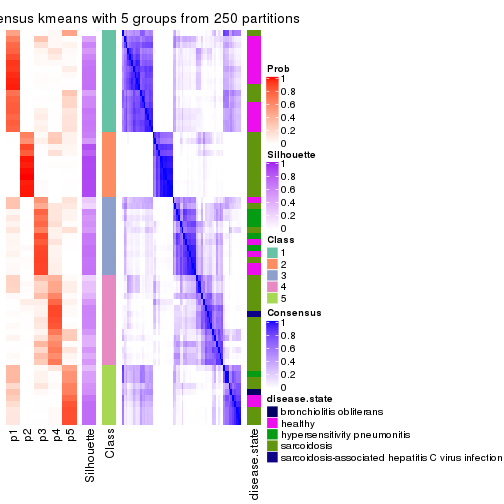 ensus kmeans with 5 groups from 250 partitions
Prob
1
0.8
0.6
0.4
0.2
0
Silhouette
1
0.8
0.6
0.4
0.2
0
Class
1
2
3
4
5
Consensus
1
0.8
0.6
0.4
0.2
0
disease.state
bronchiolitis obliterans
healthy
hypersensitivity pneumonitis
sarcoidosis
sarcoidosis-associated hepatitis C virus infection
p1
p2
p3
p4
p5
Silhouette
Class
disease.state